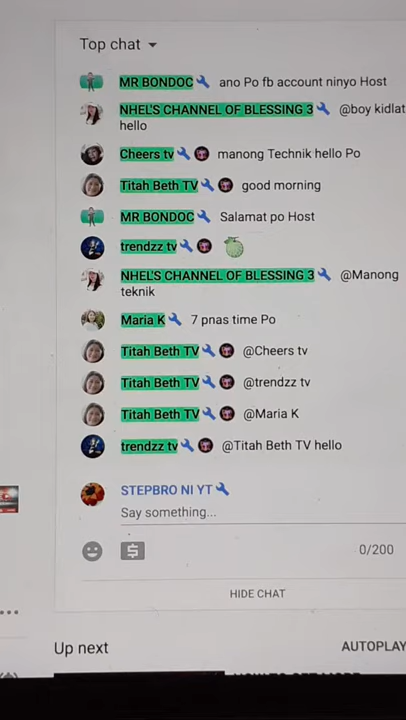 Top chat
MR BONDOC ano Po fb account ninyo Host
NHEL'S CHANNEL OF BLESSING 3 @boy kidlat
hello
Cheers tv manong Technik hello Po
Titah Beth TV good morning
MR BONDOC Salamat po Host
trendzz tv
NHEL'S CHANNEL OF BLESSING 3 @Manong
teknik
Maria K 7 pnas time Po
Titah Beth TV @Cheers tv
Titah Beth TV @trendzz tv
Titah Beth TV @Maria K
trendzz tv @Titah Beth TV hello
STEPBRO NI YT
Say something...
0/200
HIDE CHAT
Up next AUTOPLAY